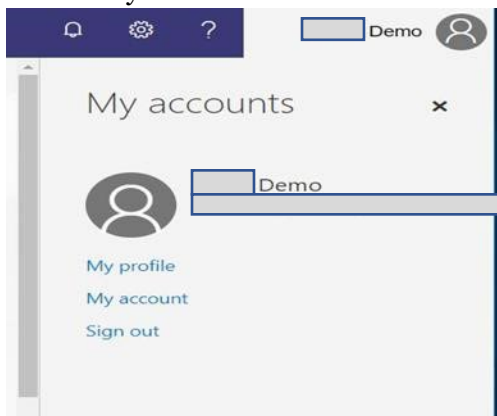 ? Demo
My accounts ×
Demo
My profile
My account
Sign out